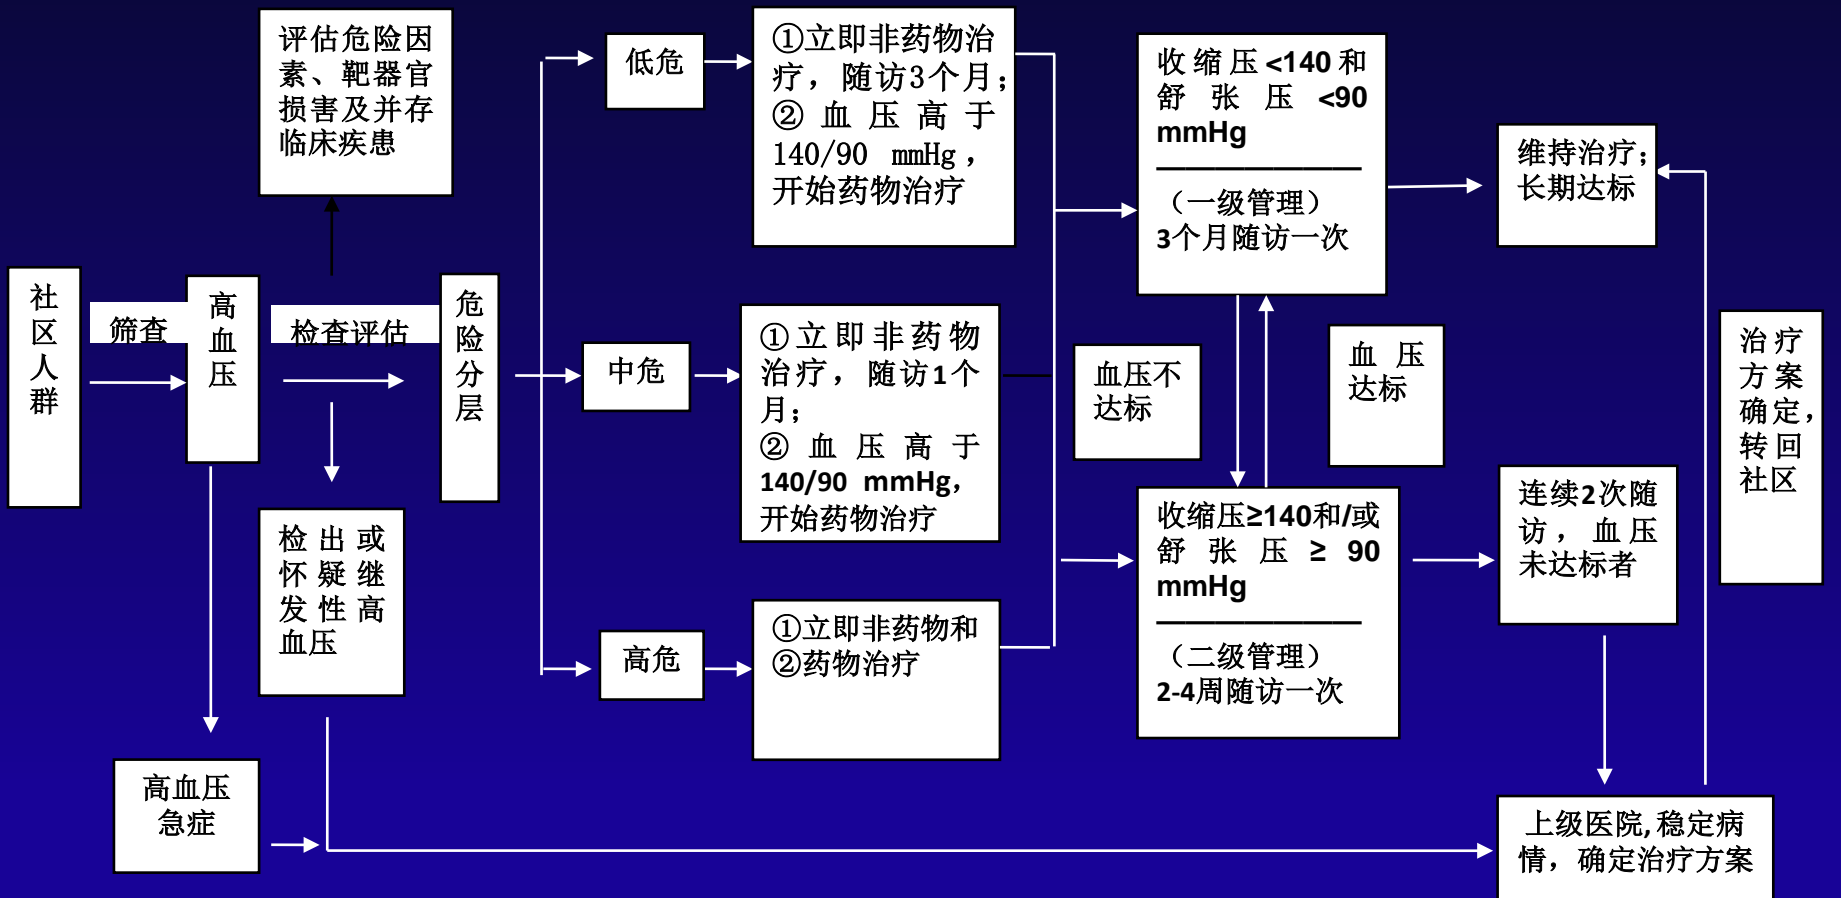 社
区
人
群
筛查
高
血
压
检查评估
评估危险因
素、靶器官
损害及并存
临床疾患
危
险
分
层
检出或
怀疑继
发性高
血压
高血压
急症
低危
①立即非药物治
疗，随访3个月；
②血压高于
140/90 mmHg，
开始药物治疗
中危
①立即非药物
治疗，随访1个
月；
②血压高于
140/90 mmHg，
开始药物治疗
高危
①立即非药物和
②药物治疗
收缩压<140和
舒张压<90
mmHg
（一级管理）
3个月随访一次
血压不
达标
血压
达标
收缩压≥140和/或
舒张压≥90
mmHg
（二级管理）
2-4周随访一次
维持治疗；
长期达标
连续2次随
访，血压
未达标者
治疗
方案
确定，
转回
社区
上级医院,稳定病
情，确定治疗方案